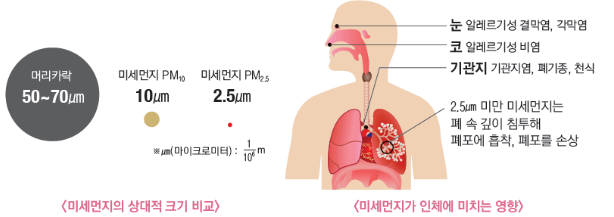 머리카락
50~70㎛
미세먼지 PM10
10㎛
미세먼지 PM2.5
2.5㎛
※㎛(마이크로미터) : 1/10⁶ m
<미세먼지의 상대적 크기 비교>
눈 알레르기성 결막염, 각막염
코 알레르기성 비염
기관지 기관지염, 폐기종, 천식
2.5㎛ 미만 미세먼지는
폐 속 깊이 침투해
폐포에 흡착, 폐포를 손상
<미세먼지가 인체에 미치는 영향>